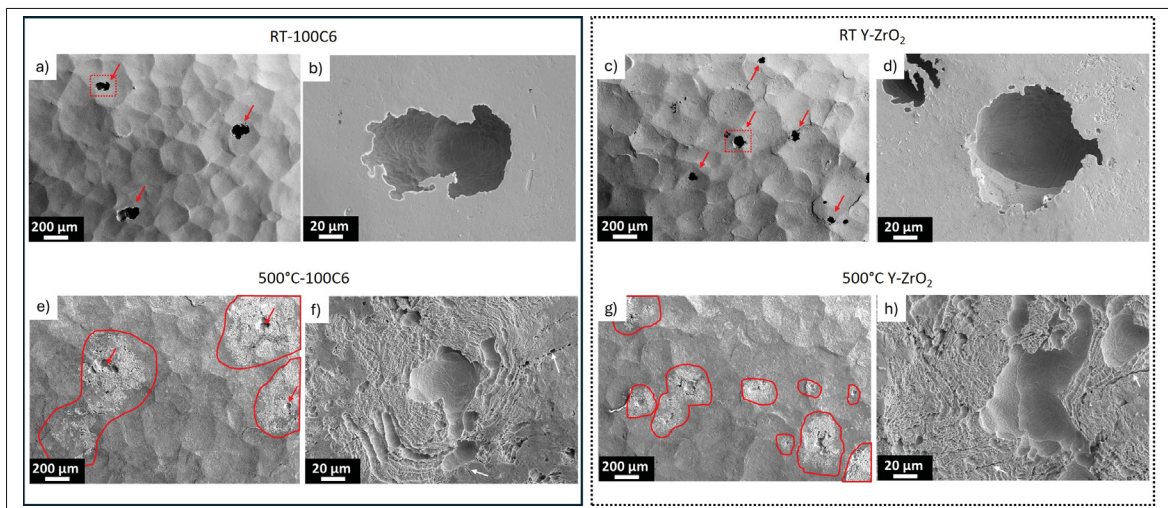 RT-100C6
RT Y-ZrO₂
a)
b)
c)
d)
200 µm
20 µm
200 µm
20 µm
500°C-100C6
500°C Y-ZrO₂
e)
f)
g)
h)
200 µm
20 µm
200 µm
20 µm